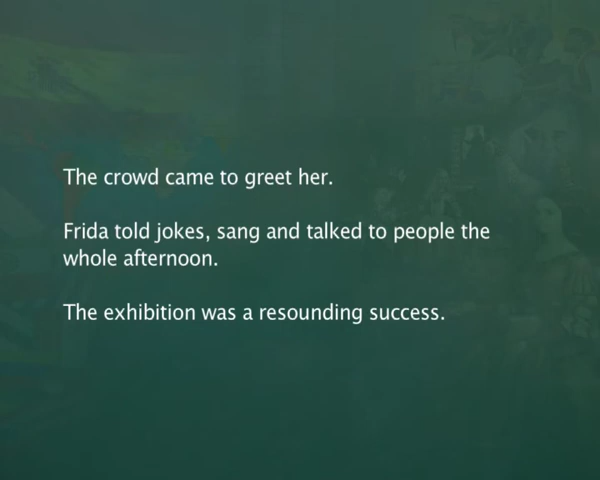 The crowd came to greet her.
Frida told jokes, sang and talked to people the
whole afternoon.
The exhibition was a resounding success.